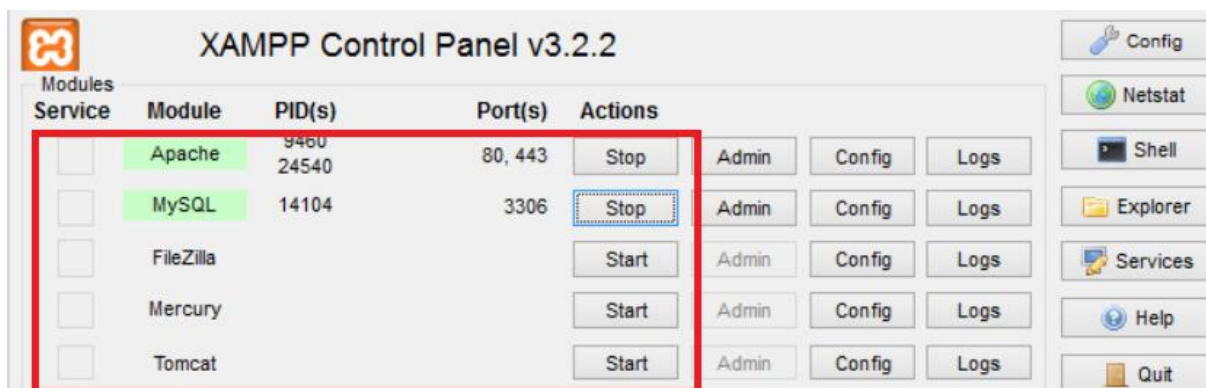 XAMPP Control Panel v3.2.2
Config
Modules
Netstat
Service Module PID(s) Port(s) Actions
Apache 9460 24540 80, 443 Stop Admin Config Logs
Shell
MySQL 14104 3306 Stop Admin Config Logs
Explorer
FileZilla Start Admin Config Logs
Services
Mercury Start Admin Config Logs
Help
Tomcat Start Admin Config Logs
Quit